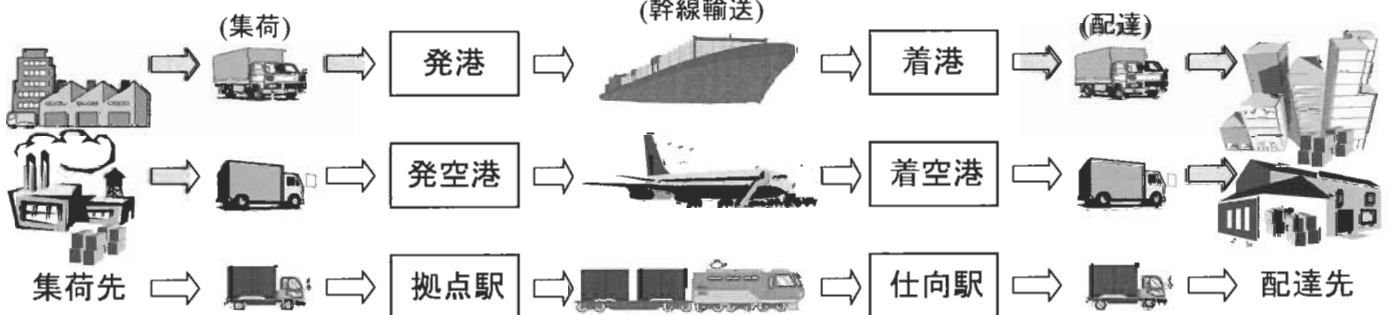 (集荷)
(幹線輸送)
(配達)
発港
着港
発空港
着空港
集荷先
拠点駅
仕向駅
配達先